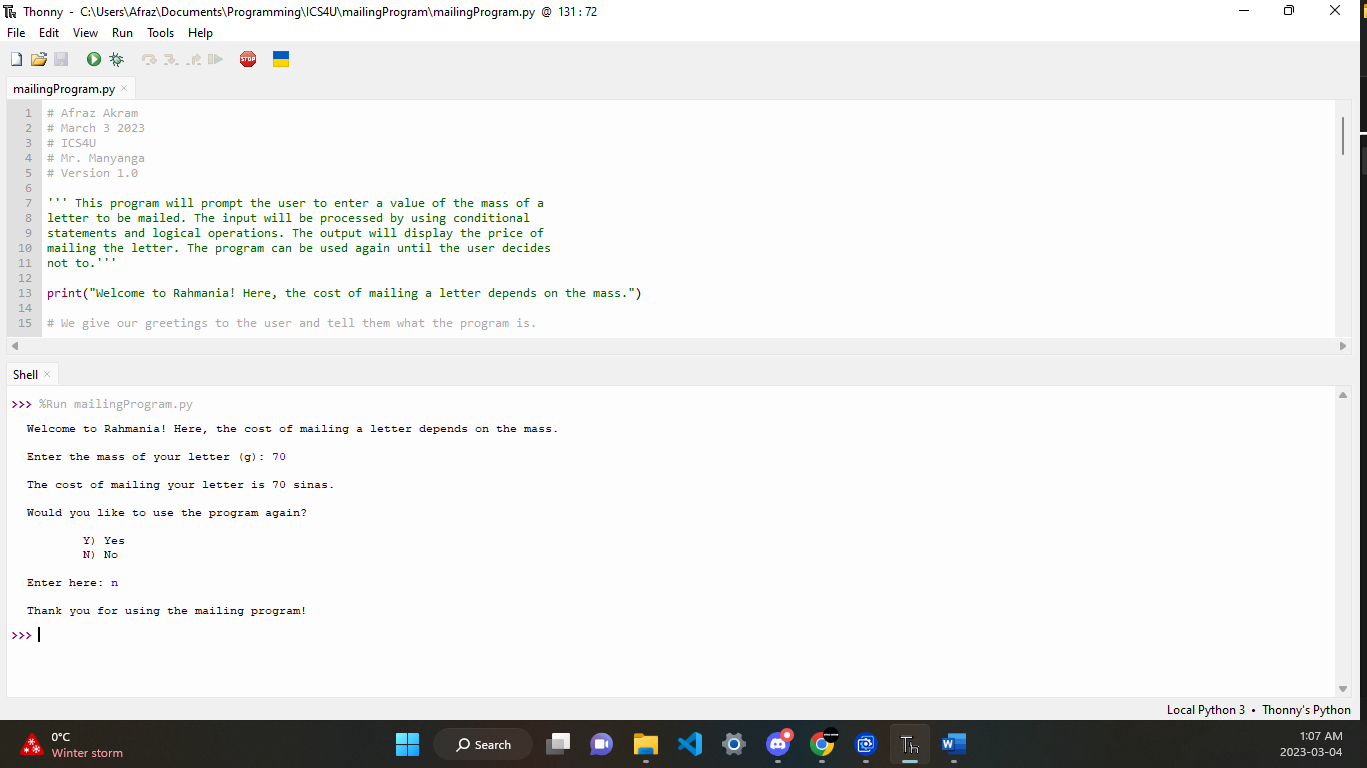 Thonny - C:\Users\Afraz\Documents\Programming\ICS4U\mailingProgram\mailingProgram.py @ 131 : 72
File Edit View Run Tools Help
STOP
mailingProgram.py ×
1 # Afraz Akram
2 # March 3 2023
3 # ICS4U
4 # Mr. Manyanga
5 # Version 1.0
6
7 ''' This program will prompt the user to enter a value of the mass of a
8 letter to be mailed. The input will be processed by using conditional
9 statements and logical operations. The output will display the price of
10 mailing the letter. The program can be used again until the user decides
11 not to.'''
12
13 print("Welcome to Rahmania! Here, the cost of mailing a letter depends on the mass.")
14
15 # We give our greetings to the user and tell them what the program is.
Shell ×
>>> %Run mailingProgram.py
Welcome to Rahmania! Here, the cost of mailing a letter depends on the mass.
Enter the mass of your letter (g): 70
The cost of mailing your letter is 70 sinas.
Would you like to use the program again?
Y) Yes
N) No
Enter here: n
Thank you for using the mailing program!
>>>
Local Python 3 • Thonny's Python
0°C
Winter storm
Search
1:07 AM
2023-03-04